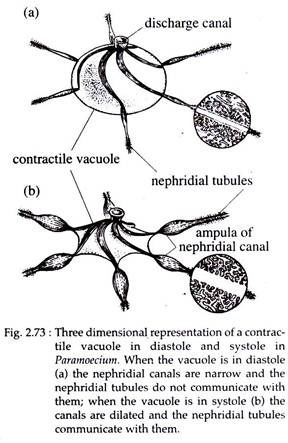 (a)
discharge canal
contractile vacuole
nephridial tubules
(b)
ampula of
nephridial canal
Fig. 2.73 : Three dimensional representation of a contrac-
tile vacuole in diastole and systole in
Paramoecium. When the vacuole is in diastole
(a) the nephridial canals are narrow and the
nephridial tubules do not communicate with
them; when the vacuole is in systole (b) the
canals are dilated and the nephridial tubules
communicate with them.